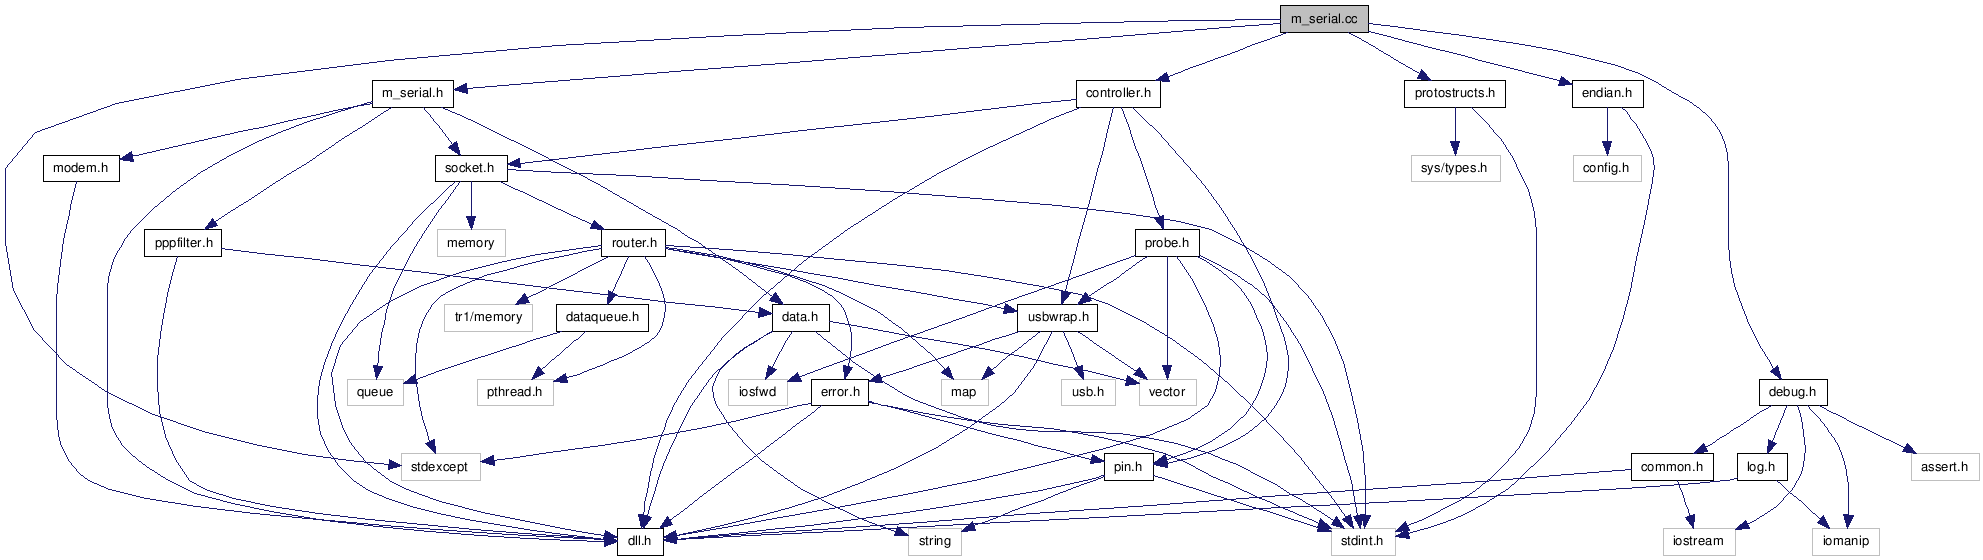 m_serial.cc
m_serial.h
controller.h
protostructs.h
endian.h
modem.h
socket.h
sys/types.h
config.h
pppfilter.h
memory
router.h
probe.h
tr1/memory
dataqueue.h
data.h
usbwrap.h
queue
pthread.h
iosfwd
error.h
map
usb.h
vector
debug.h
stdexcept
pin.h
common.h
log.h
assert.h
dll.h
string
stdint.h
iostream
iomanip